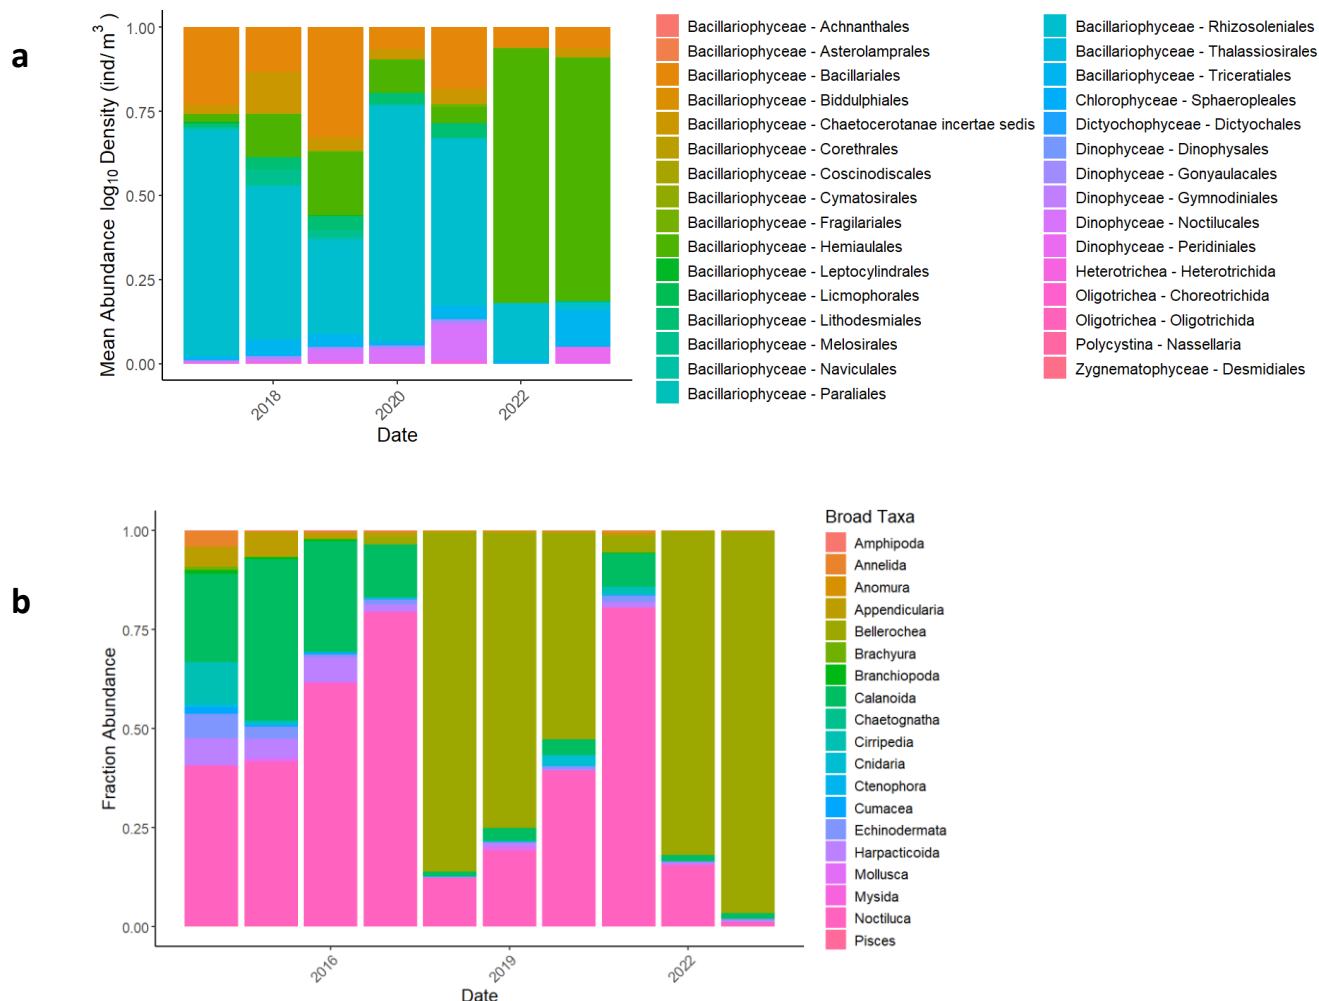 a
Mean Abundance log10 Density (ind/ m3 )
1.00
0.75
0.50
0.25
0.00
2018
2020
2022
Date
Bacillariophyceae - Achnanthales
Bacillariophyceae - Asterolamprales
Bacillariophyceae - Bacillariales
Bacillariophyceae - Biddulphiales
Bacillariophyceae - Chaetocerotanae incertae sedis
Bacillariophyceae - Corethrales
Bacillariophyceae - Coscinodiscales
Bacillariophyceae - Cymatosirales
Bacillariophyceae - Fragilariales
Bacillariophyceae - Hemiaulales
Bacillariophyceae - Leptocylindrales
Bacillariophyceae - Licmophorales
Bacillariophyceae - Lithodesmiales
Bacillariophyceae - Melosirales
Bacillariophyceae - Naviculales
Bacillariophyceae - Paraliales
Bacillariophyceae - Rhizosoleniales
Bacillariophyceae - Thalassiosirales
Bacillariophyceae - Triceratiales
Chlorophyceae - Sphaeropleales
Dictyochophyceae - Dictyochales
Dinophyceae - Dinophysales
Dinophyceae - Gonyaulacales
Dinophyceae - Gymnodiniales
Dinophyceae - Noctilucales
Dinophyceae - Peridiniales
Heterotrichea - Heterotrichida
Oligotrichea - Choreotrichida
Oligotrichea - Oligotrichida
Polycystina - Nassellaria
Zygnematophyceae - Desmidiales
b
Fraction Abundance
1.00
0.75
0.50
0.25
0.00
2016
2019
2022
Date
Broad Taxa
Amphipoda
Annelida
Anomura
Appendicularia
Bellerochea
Brachyura
Branchiopoda
Calanoida
Chaetognatha
Cirripedia
Cnidaria
Ctenophora
Cumacea
Echinodermata
Harpacticoida
Mollusca
Mysida
Noctiluca
Pisces